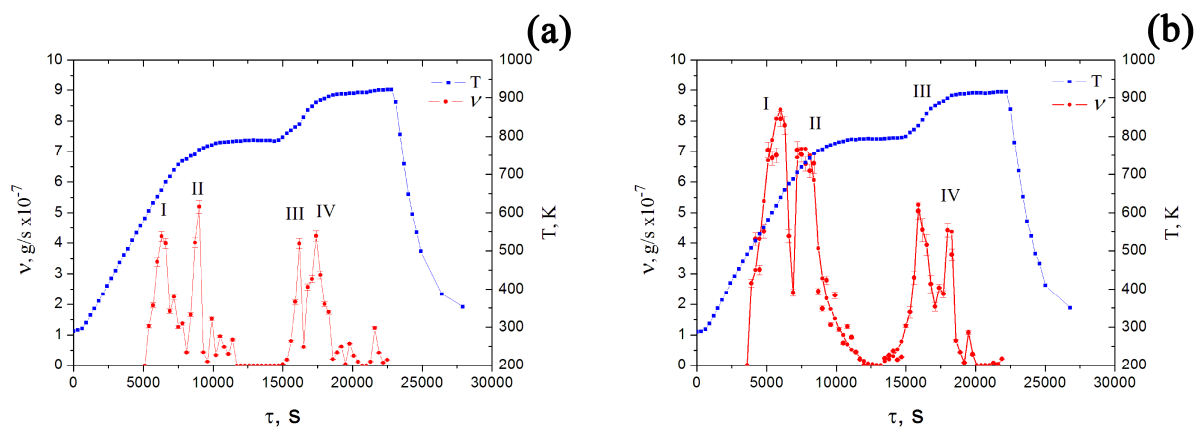 (a)
10
9
8
7
6
5
4
3
2
1
0
ν, g/s x10⁻⁷
1000
900
800
700
600
500
400
300
200
T, K
T
ν
I
II
III
IV
0
5000
10000
15000
20000
25000
30000
τ, s
(b)
10
9
8
7
6
5
4
3
2
1
0
ν, g/s x10⁻⁷
1000
900
800
700
600
500
400
300
200
T, K
T
ν
I
II
III
IV
0
5000
10000
15000
20000
25000
30000
τ, s